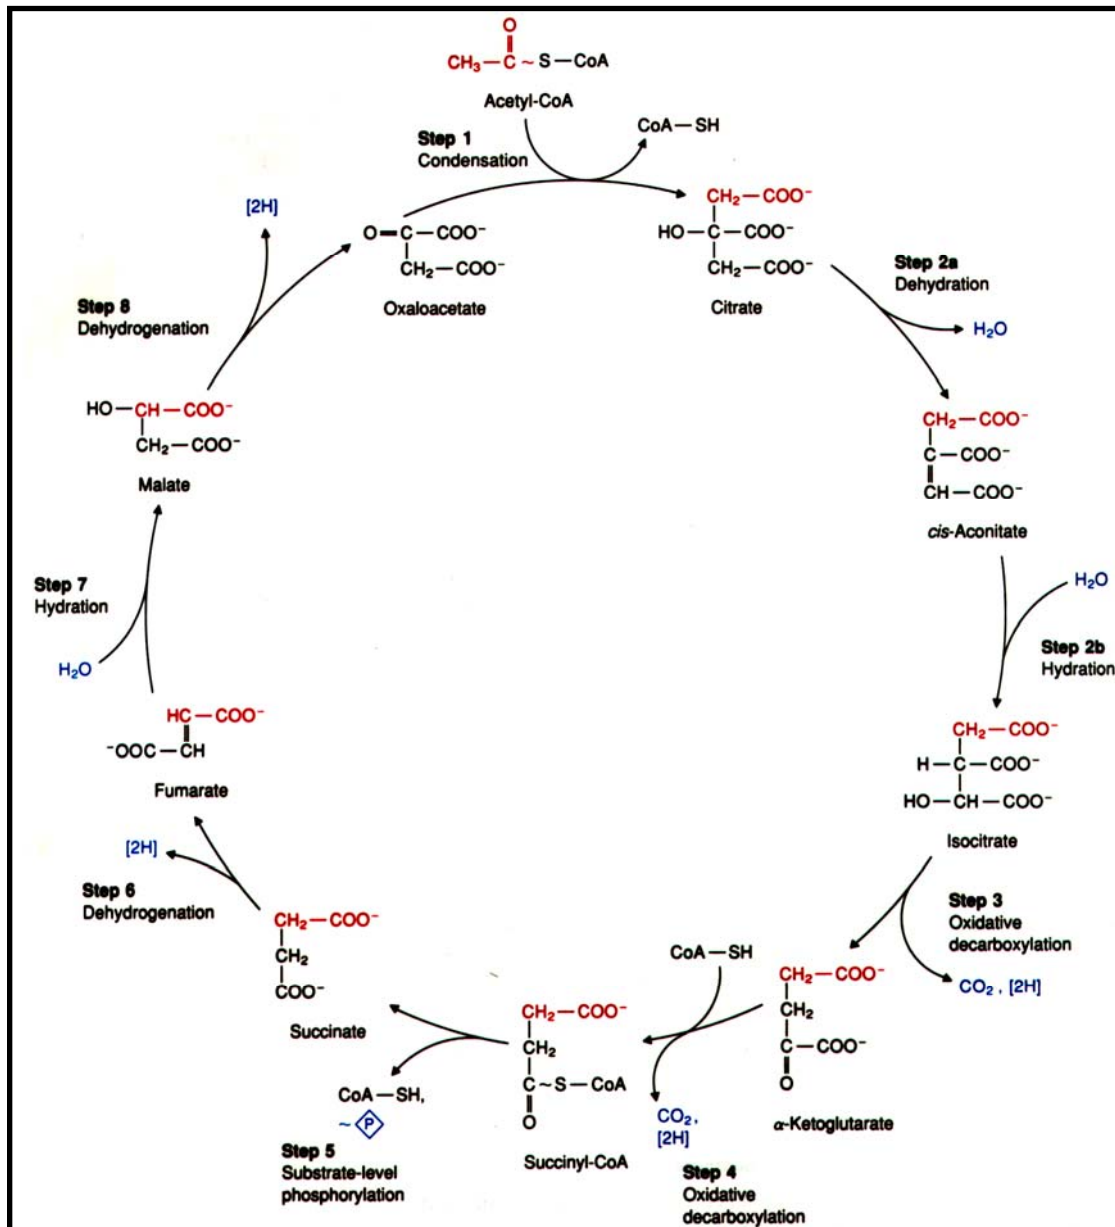 O
CH₃—C~S—CoA
Acetyl-CoA
Step 1
Condensation
CoA—SH
[2H]
O=C—COO⁻
CH₂—COO⁻
Oxaloacetate
CH₂—COO⁻
HO—C—COO⁻
CH₂—COO⁻
Citrate
Step 2a
Dehydration
H₂O
Step 8
Dehydrogenation
HO—CH—COO⁻
CH₂—COO⁻
Malate
CH₂—COO⁻
C—COO⁻
CH—COO⁻
cis-Aconitate
Step 7
Hydration
H₂O
H₂O
Step 2b
Hydration
HC—COO⁻
⁻OOC—CH
Fumarate
CH₂—COO⁻
H—C—COO⁻
HO—CH—COO⁻
Isocitrate
[2H]
Step 6
Dehydrogenation
Step 3
Oxidative
decarboxylation
CO₂, [2H]
CH₂—COO⁻
CH₂
COO⁻
Succinate
CoA—SH
CH₂—COO⁻
CH₂
C—COO⁻
O
α-Ketoglutarate
CH₂—COO⁻
CH₂
C~S—CoA
O
Succinyl-CoA
CoA—SH,
~P
Step 5
Substrate-level
phosphorylation
CO₂,
[2H]
Step 4
Oxidative
decarboxylation